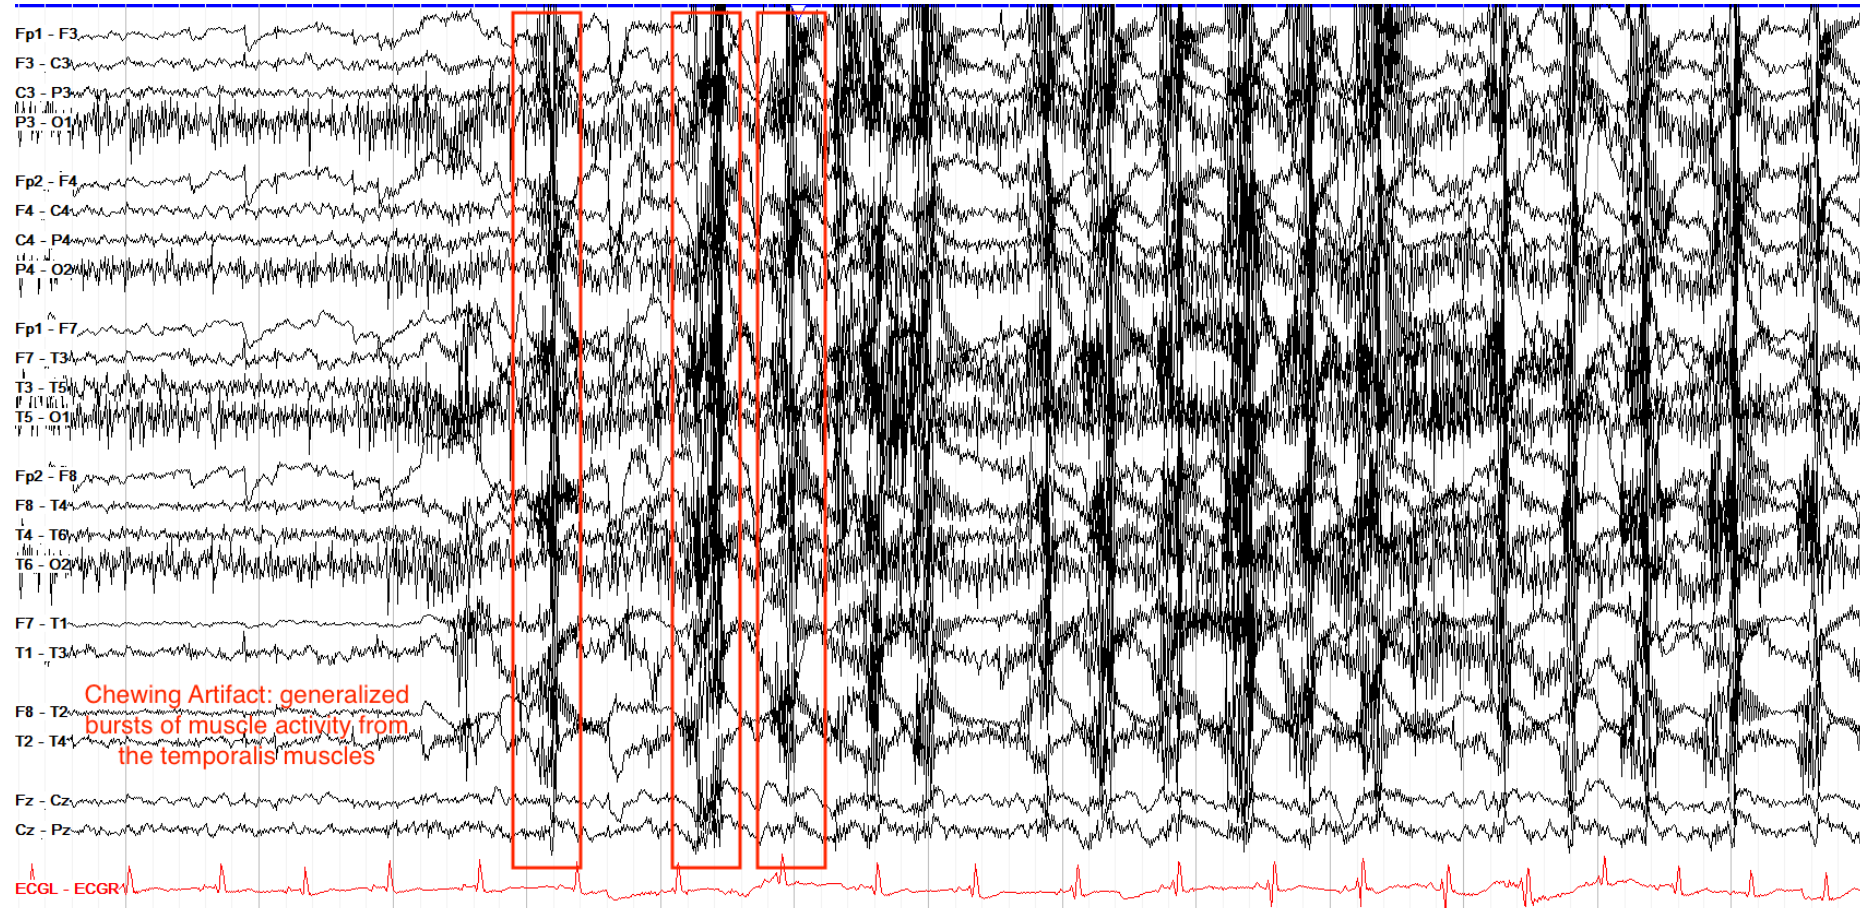 Fp1 - F3
F3 - C3
C3 - P3
P3 - O1
Fp2 - F4
F4 - C4
C4 - P4
P4 - O2
Fp1 - F7
F7 - T3
T3 - T5
T5 - O1
Fp2 - F8
F8 - T4
T4 - T6
T6 - O2
F7 - T1
T1 - T3
Chewing Artifact: generalized
bursts of muscle activity from
the temporalis muscles
F8 - T2
T2 - T4
Fz - Cz
Cz - Pz
ECGL - ECGR